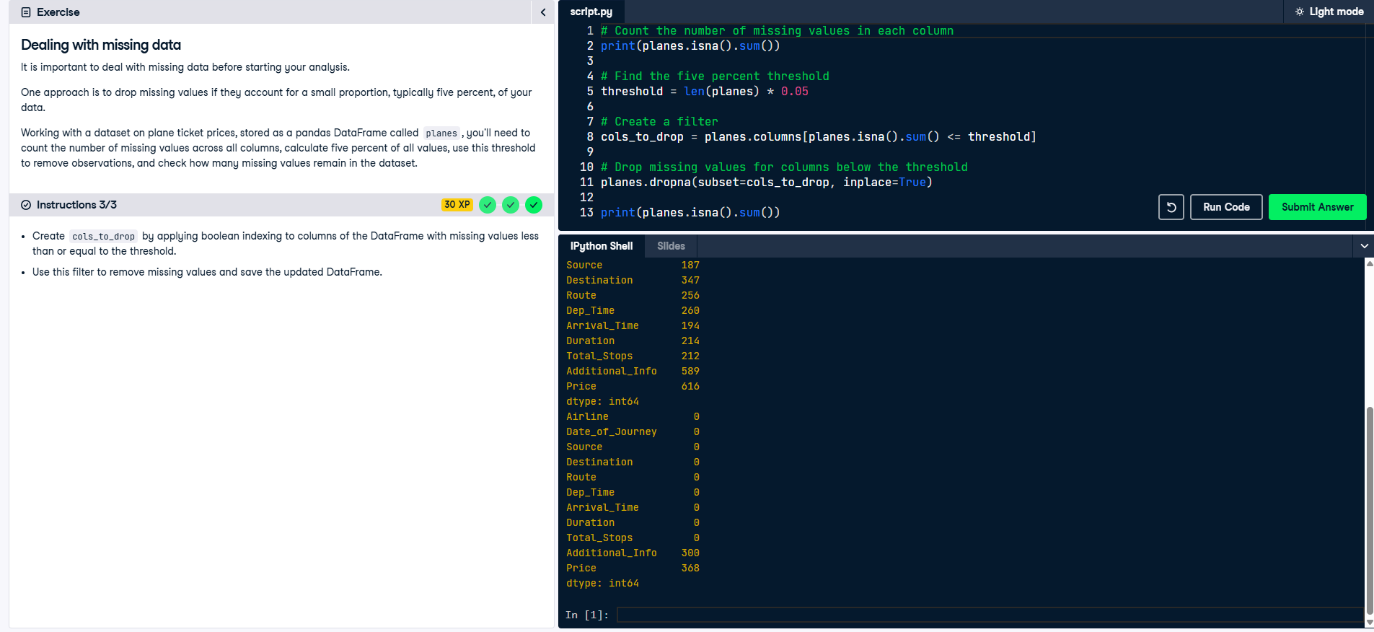 Exercise
Dealing with missing data
It is important to deal with missing data before starting your analysis.
One approach is to drop missing values if they account for a small proportion, typically five percent, of your
data.
Working with a dataset on plane ticket prices, stored as a pandas DataFrame called planes, you'll need to
count the number of missing values across all columns, calculate five percent of all values, use this threshold
to remove observations, and check how many missing values remain in the dataset.
Instructions 3/3
30 XP
• Create cols_to_drop by applying boolean indexing to columns of the DataFrame with missing values less
than or equal to the threshold.
• Use this filter to remove missing values and save the updated DataFrame.
script.py
Light mode
1 # Count the number of missing values in each column
2 print(planes.isna().sum())
3
4 # Find the five percent threshold
5 threshold = len(planes) * 0.05
6
7 # Create a filter
8 cols_to_drop = planes.columns[planes.isna().sum() <= threshold]
9
10 # Drop missing values for columns below the threshold
11 planes.dropna(subset=cols_to_drop, inplace=True)
12
13 print(planes.isna().sum())
Run Code
Submit Answer
IPython Shell
Slides
Source 187
Destination 347
Route 256
Dep_Time 260
Arrival_Time 194
Duration 214
Total_Stops 212
Additional_Info 589
Price 616
dtype: int64
Airline 0
Date_of_Journey 0
Source 0
Destination 0
Route 0
Dep_Time 0
Arrival_Time 0
Duration 0
Total_Stops 0
Additional_Info 300
Price 368
dtype: int64
In [1]: